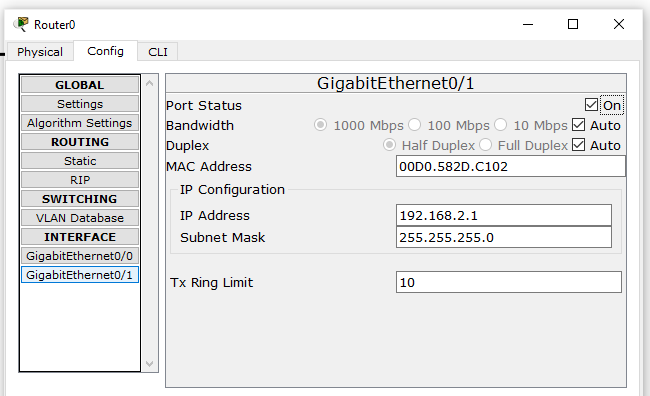 Router0
Physical Config CLI
GLOBAL
Settings
Algorithm Settings
ROUTING
Static
RIP
SWITCHING
VLAN Database
INTERFACE
GigabitEthernet0/0
GigabitEthernet0/1
GigabitEthernet0/1
Port Status On
Bandwidth 1000 Mbps 100 Mbps 10 Mbps Auto
Duplex Half Duplex Full Duplex Auto
MAC Address 00D0.582D.C102
IP Configuration
IP Address 192.168.2.1
Subnet Mask 255.255.255.0
Tx Ring Limit 10